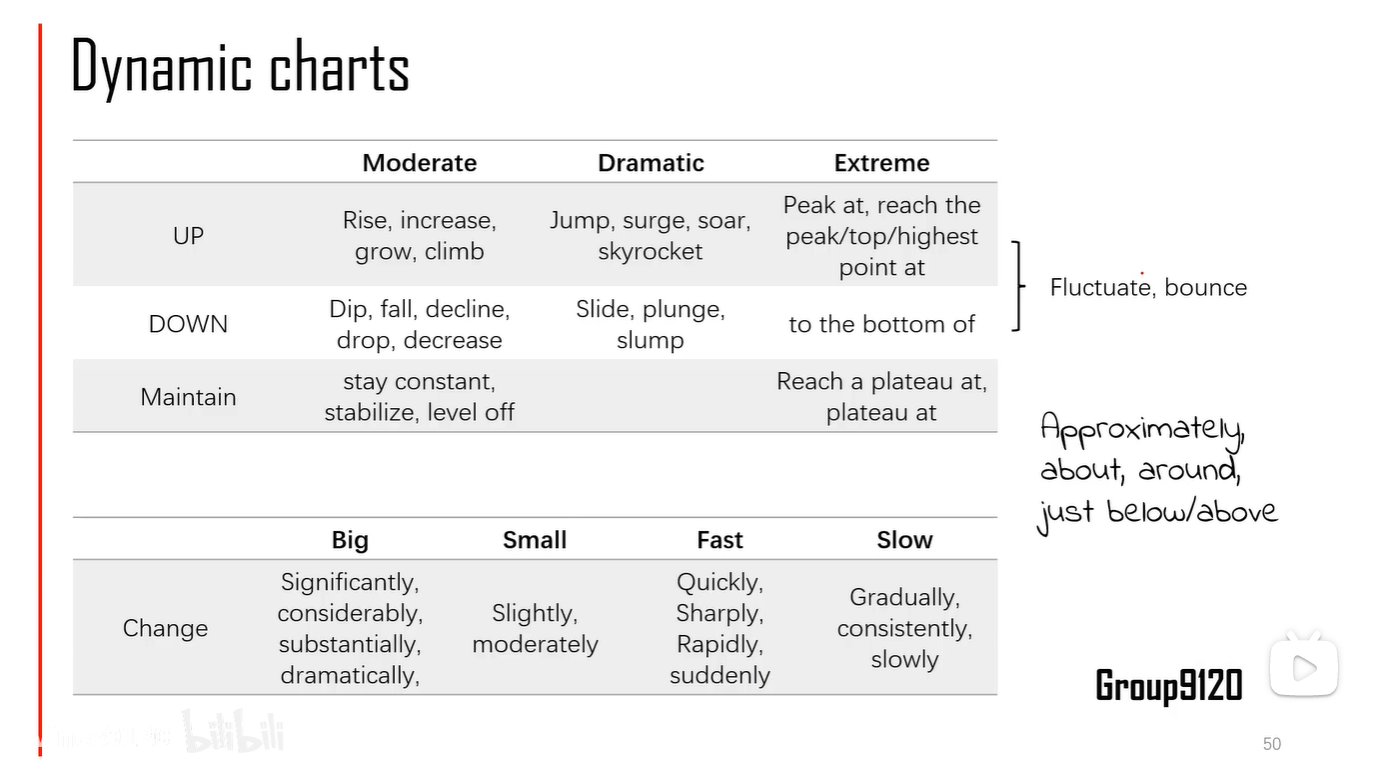 Dynamic charts
Moderate Dramatic Extreme
UP
Rise, increase,
grow, climb
Jump, surge, soar,
skyrocket
Peak at, reach the
peak/top/highest
point at
DOWN
Dip, fall, decline,
drop, decrease
Slide, plunge,
slump
to the bottom of
Maintain
stay constant,
stabilize, level off
Reach a plateau at,
plateau at
Fluctuate, bounce
Approximately,
about, around,
just below/above
Big Small Fast Slow
Change
Significantly,
considerably,
substantially,
dramatically,
Slightly,
moderately
Quickly,
Sharply,
Rapidly,
suddenly
Gradually,
consistently,
slowly
Group9120
bilibili
50